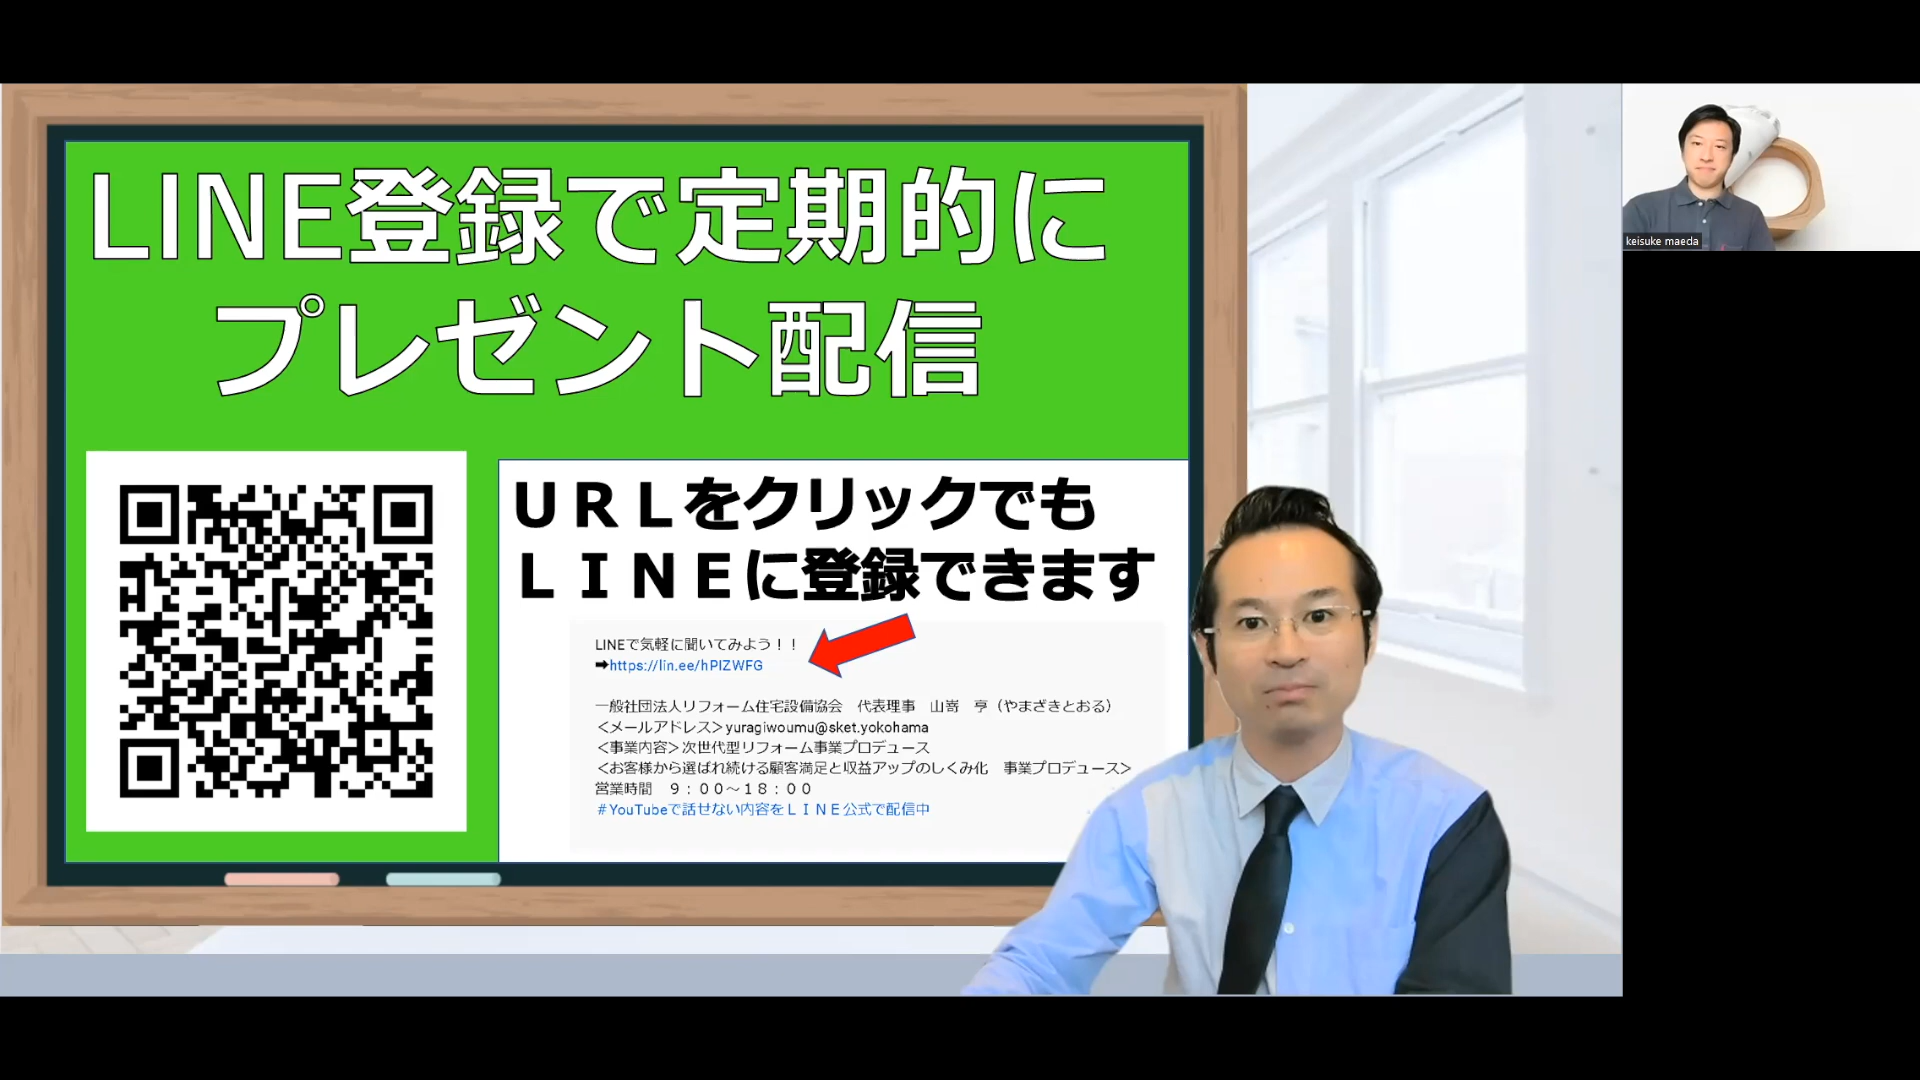 LINE登録で定期的に
プレゼント配信
ＵＲＬをクリックでも
ＬＩＮＥに登録できます
LINEで気軽に聞いてみよう！！
➡https://lin.ee/hPIZWFG
一般社団法人リフォーム住宅設備協会　代表理事　山嵜　亨（やまざきとおる）
＜メールアドレス＞yuragiwoumu@sket.yokohama
＜事業内容＞次世代型リフォーム事業プロデュース
＜お客様から選ばれ続ける顧客満足と収益アップのしくみ化　事業プロデュース＞
営業時間　９：００～１８：００
＃YouTubeで話せない内容をＬＩＮＥ公式で配信中
keisuke maeda